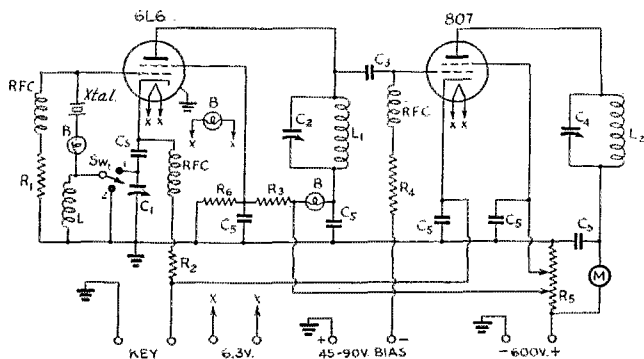 6L6
807
RFC
Xtal.
B
R1
L
Sw.
1
2
C5
C1
x x
B
x x
RFC
R2
R6
R3
C5
B
C2
L1
C5
C3
RFC
R4
x x
C5
C5
C4
L2
C5
R5
M
KEY
x x
6.3V.
+ 45-90V. BIAS -
- 600V. +